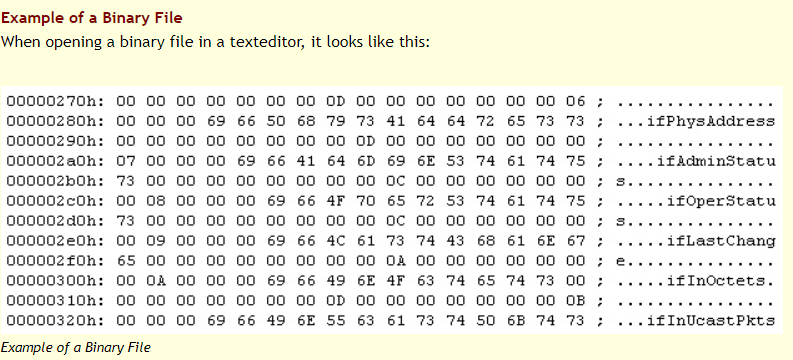 Example of a Binary File
When opening a binary file in a texteditor, it looks like this:
00000270h: 00 00 00 00 00 00 00 0D 00 00 00 00 00 00 00 06 ; ................
00000280h: 00 00 00 69 66 50 68 79 73 41 64 64 72 65 73 73 ; ...ifPhysAddress
00000290h: 00 00 00 00 00 00 00 00 0D 00 00 00 00 00 00 00 ; ................
000002a0h: 07 00 00 00 69 66 41 64 6D 69 6E 53 74 61 74 75 ; ....ifAdminStatu
000002b0h: 73 00 00 00 00 00 00 00 00 0C 00 00 00 00 00 00 ; s...............
000002c0h: 00 08 00 00 00 69 66 4F 70 65 72 53 74 61 74 75 ; .....ifOperStatu
000002d0h: 73 00 00 00 00 00 00 00 00 0C 00 00 00 00 00 00 ; s...............
000002e0h: 00 09 00 00 00 69 66 4C 61 73 74 43 68 61 6E 67 ; .....ifLastChang
000002f0h: 65 00 00 00 00 00 00 00 00 0A 00 00 00 00 00 00 ; e...............
00000300h: 00 0A 00 00 00 69 66 49 6E 4F 63 74 65 74 73 00 ; .....ifInOctets.
00000310h: 00 00 00 00 00 00 00 0D 00 00 00 00 00 00 00 0B ; ................
00000320h: 00 00 00 69 66 49 6E 55 63 61 73 74 50 6B 74 73 ; ...ifInUcastPkts
Example of a Binary File